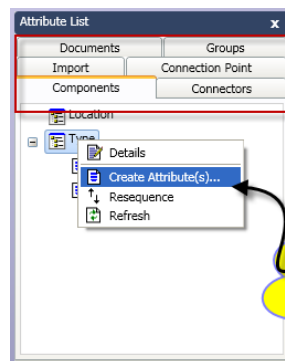 Attribute List x
Documents Groups
Import Connection Point
Components Connectors
Location
Type
Details
Create Attribute(s)...
Resequence
Refresh